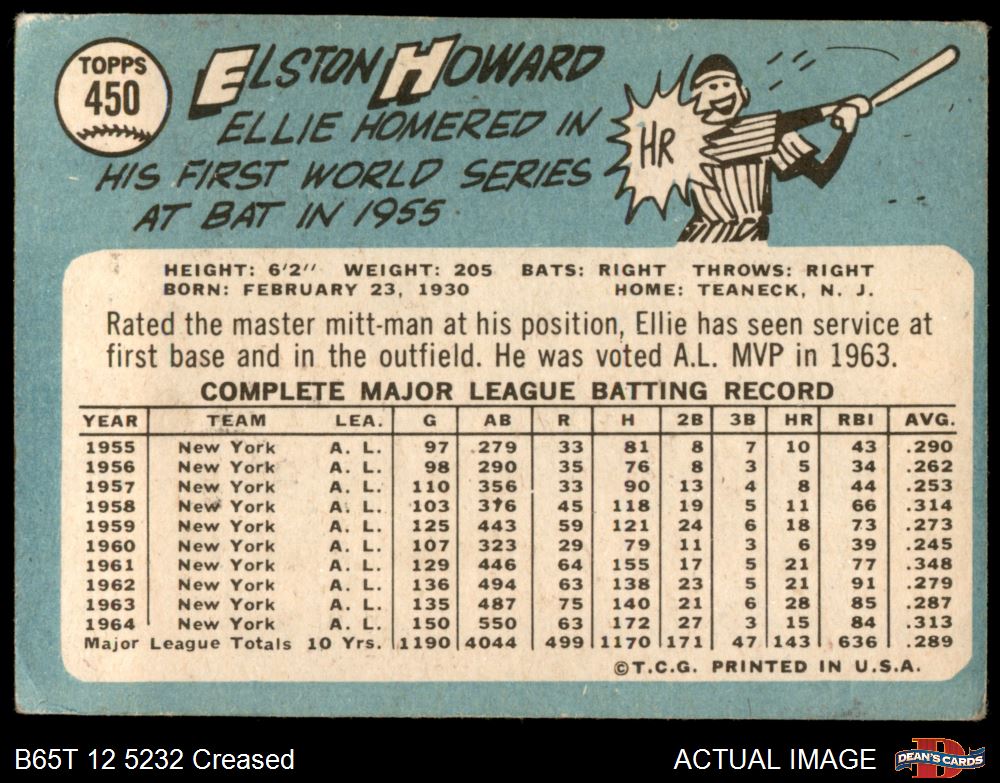 TOPPS
450
ELSTON HOWARD
ELLIE HOMERED IN
HIS FIRST WORLD SERIES
AT BAT IN 1955
HR
HEIGHT: 6'2" WEIGHT: 205 BATS: RIGHT THROWS: RIGHT
BORN: FEBRUARY 23, 1930 HOME: TEANECK, N. J.
Rated the master mitt-man at his position, Ellie has seen service at
first base and in the outfield. He was voted A.L. MVP in 1963.
COMPLETE MAJOR LEAGUE BATTING RECORD
YEAR TEAM LEA. G AB R H 2B 3B HR RBI AVG.
1955 New York A. L. 97 279 33 81 8 7 10 43 .290
1956 New York A. L. 98 290 35 76 8 3 5 34 .262
1957 New York A. L. 110 356 33 90 13 4 8 44 .253
1958 New York A. L. 103 376 45 118 19 5 11 66 .314
1959 New York A. L. 125 443 59 121 24 6 18 73 .273
1960 New York A. L. 107 323 29 79 11 3 6 39 .245
1961 New York A. L. 129 446 64 155 17 5 21 77 .348
1962 New York A. L. 136 494 63 138 23 5 21 91 .279
1963 New York A. L. 135 487 75 140 21 6 28 85 .287
1964 New York A. L. 150 550 63 172 27 3 15 84 .313
Major League Totals 10 Yrs. 1190 4044 499 1170 171 47 143 636 .289
©T.C.G. PRINTED IN U.S.A.
B65T 12 5232 Creased ACTUAL IMAGE
D
DEAN'S CARDS